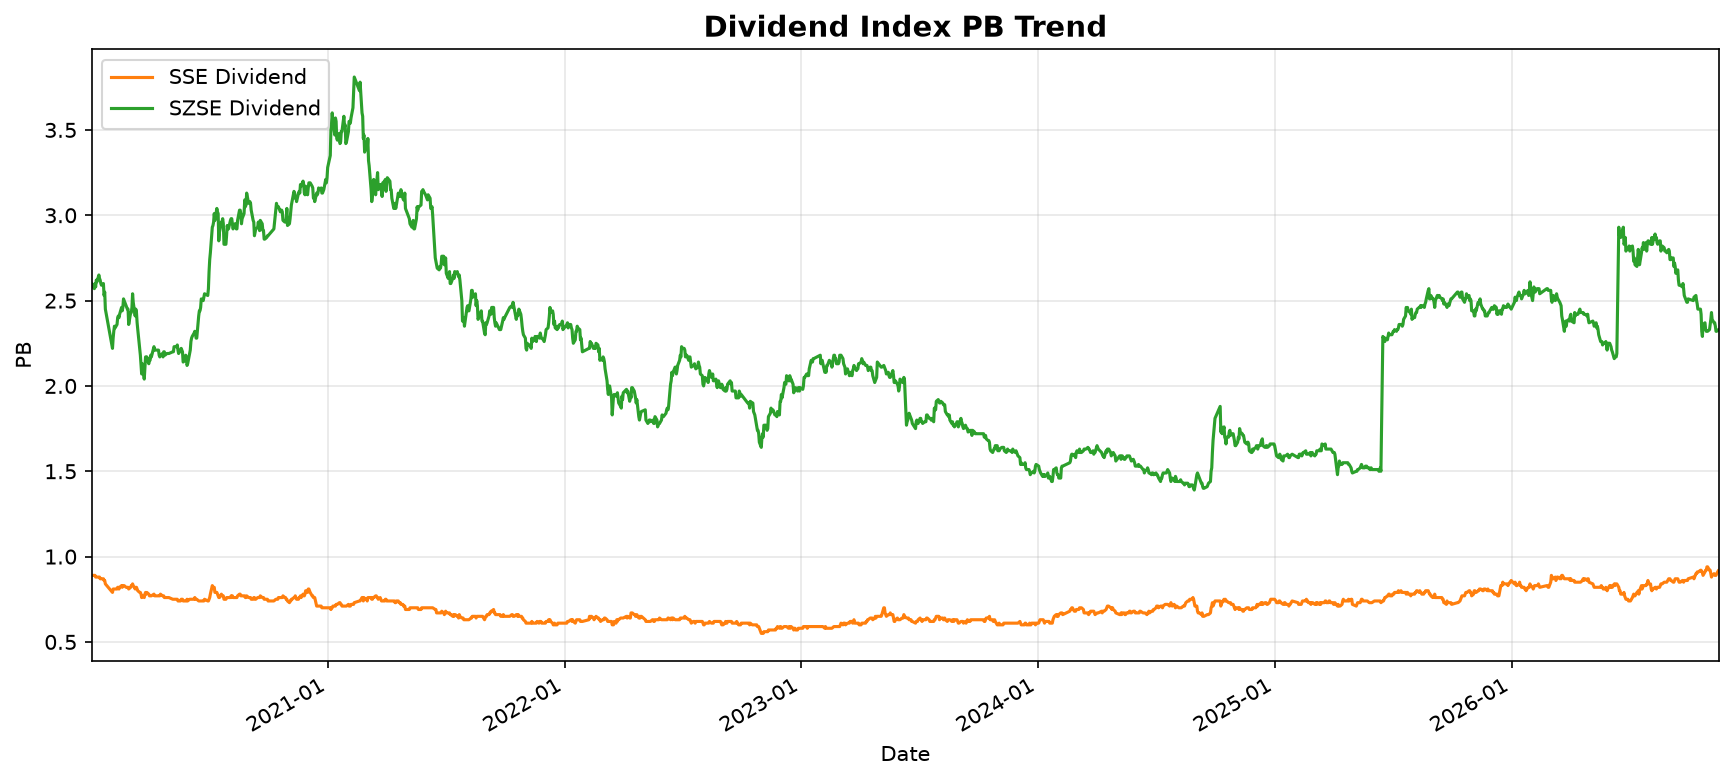 Dividend Index PB Trend
SSE Dividend
SZSE Dividend
3.5
3.0
2.5
2.0
1.5
1.0
0.5
PB
2021-01
2022-01
2023-01
2024-01
2025-01
2026-01
Date